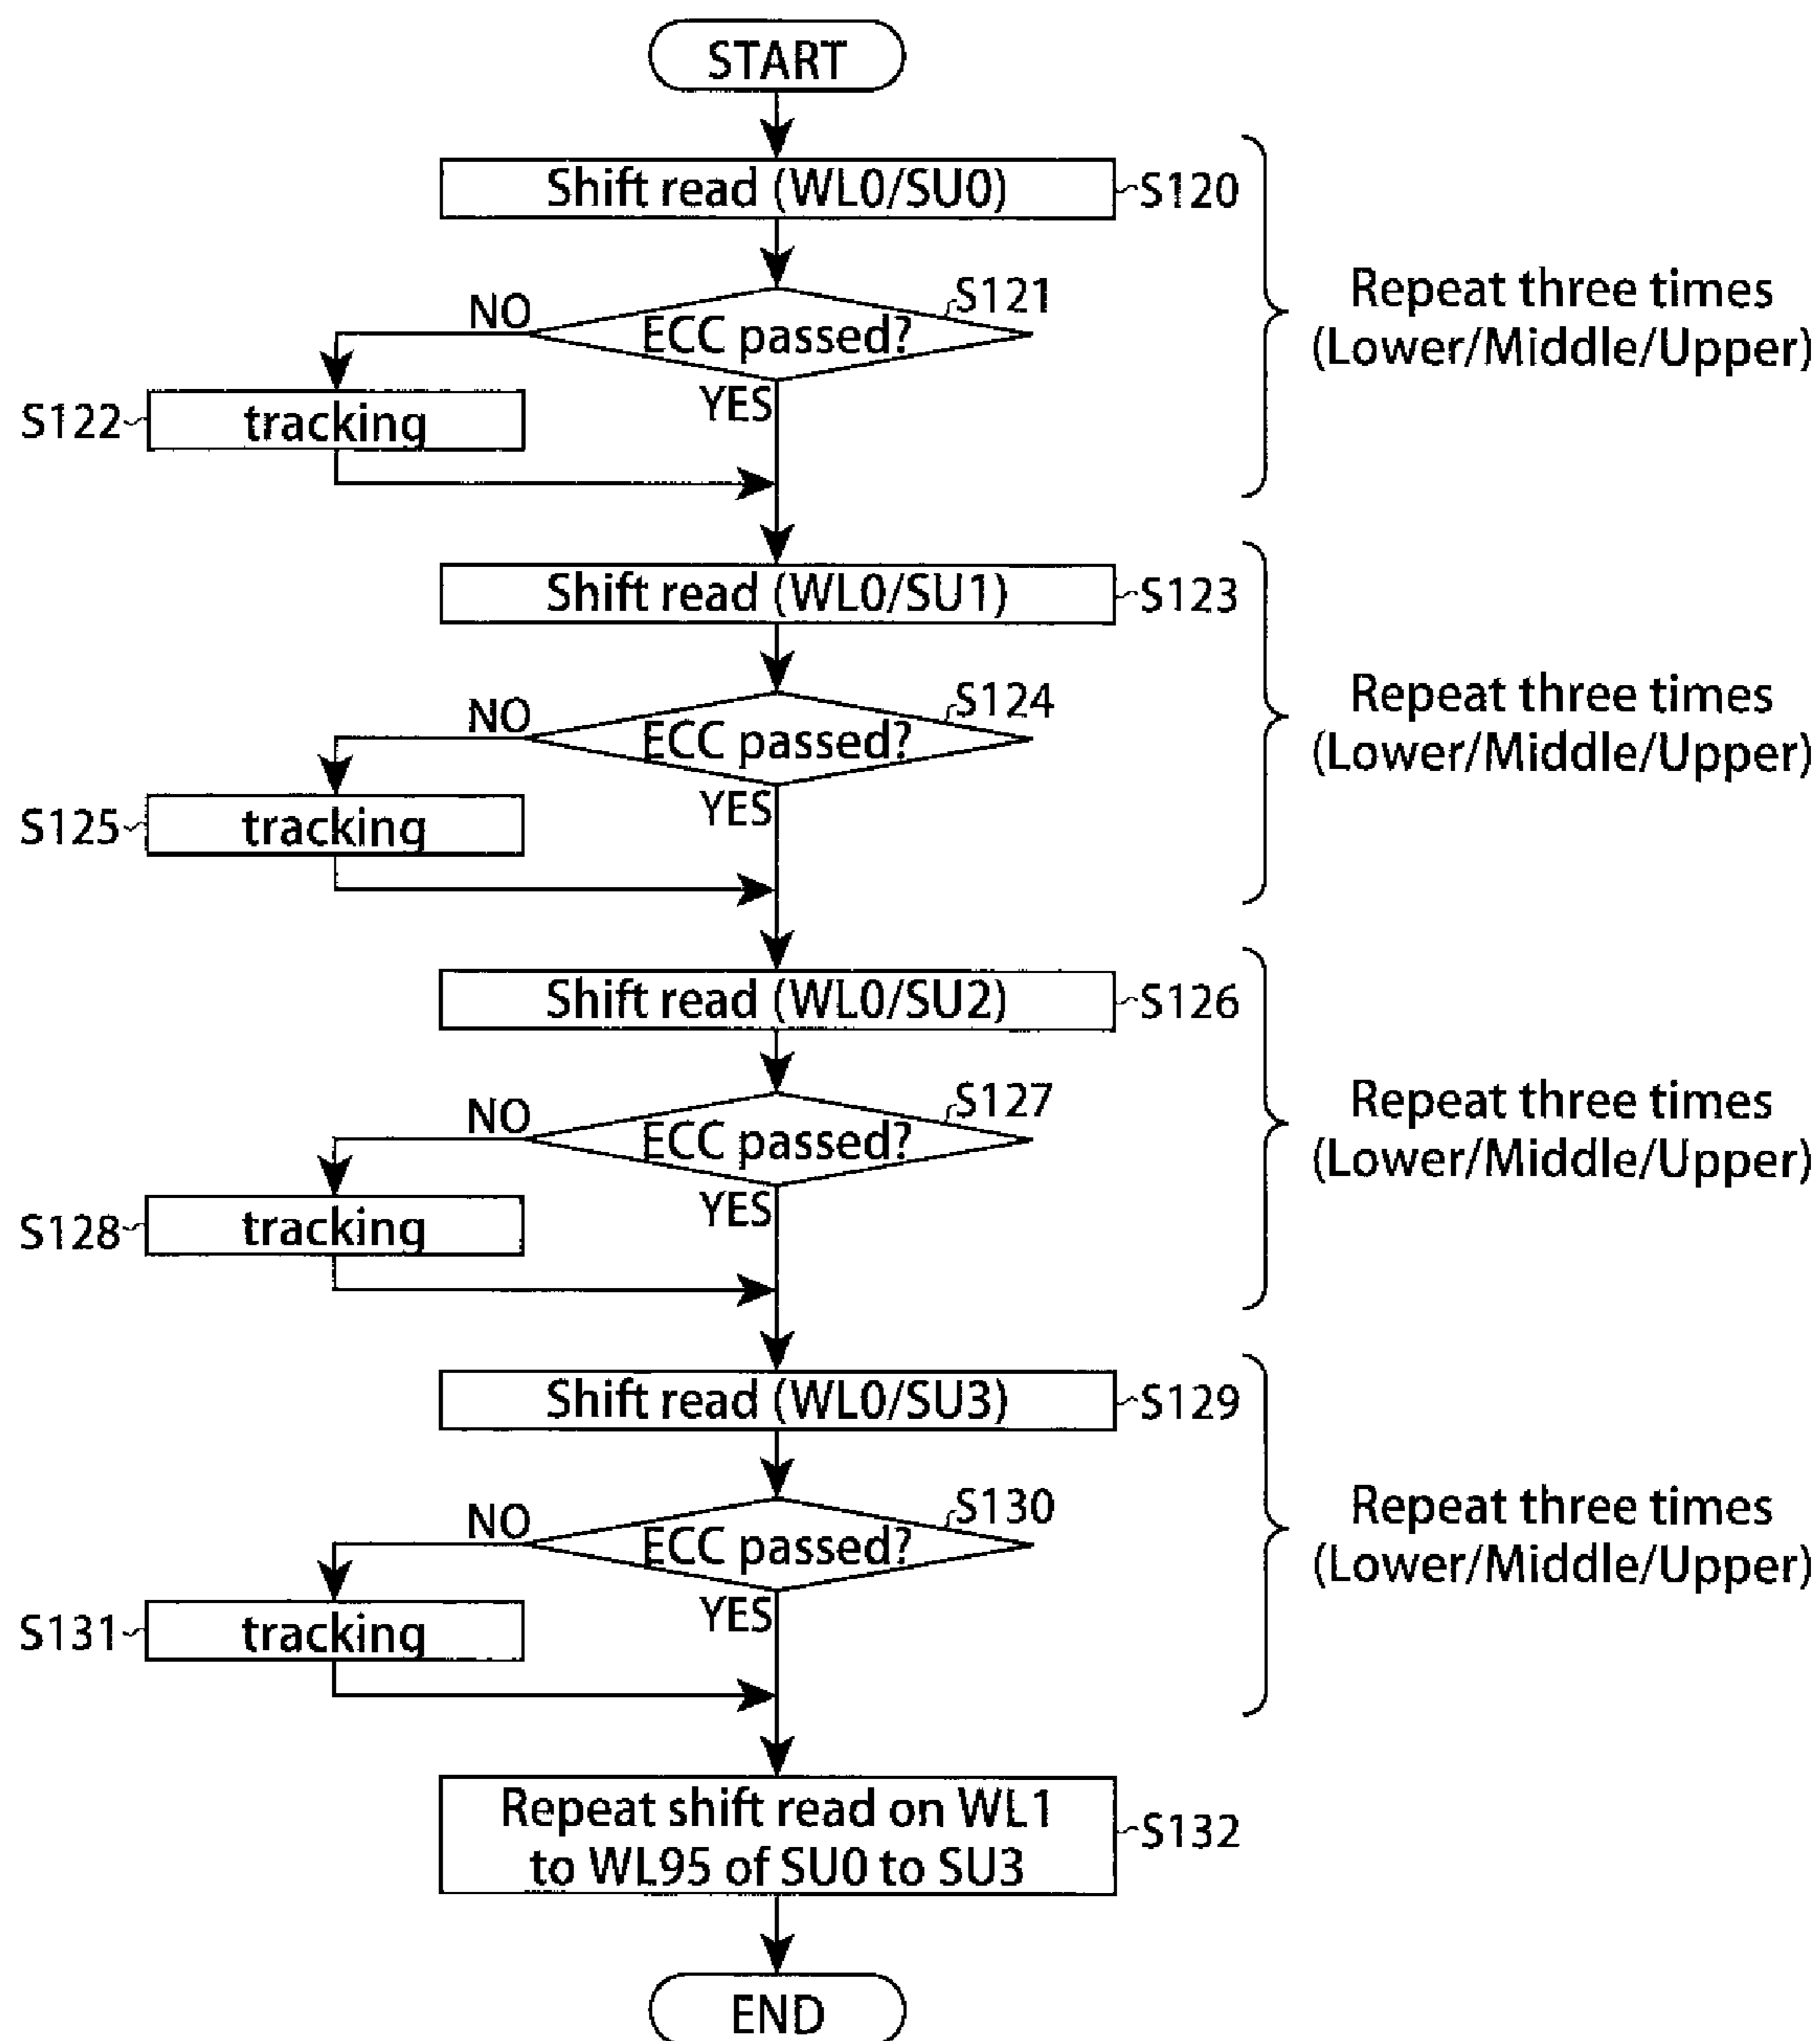 START
Shift read (WL0/SU0)
S120
S121
NO
ECC passed?
Repeat three times
(Lower/Middle/Upper)
YES
S122
tracking
Shift read (WL0/SU1)
S123
S124
NO
ECC passed?
Repeat three times
(Lower/Middle/Upper)
YES
S125
tracking
Shift read (WL0/SU2)
S126
S127
NO
ECC passed?
Repeat three times
(Lower/Middle/Upper)
YES
S128
tracking
Shift read (WL0/SU3)
S129
S130
NO
ECC passed?
Repeat three times
(Lower/Middle/Upper)
YES
S131
tracking
Repeat shift read on WL1
to WL95 of SU0 to SU3
S132
END